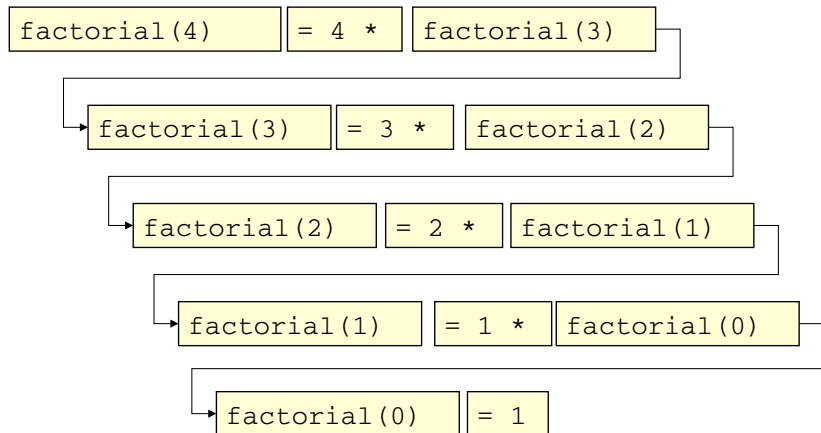 factorial(4) = 4 * factorial(3)
factorial(3) = 3 * factorial(2)
factorial(2) = 2 * factorial(1)
factorial(1) = 1 * factorial(0)
factorial(0) = 1